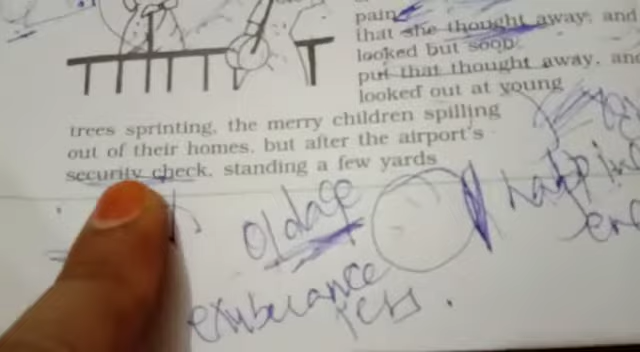 pain
that she thought away, and
looked but soon
put that thought away, and
looked out at young
trees sprinting, the merry children spilling
out of their homes, but after the airport's
security check, standing a few yards
old age
exuberance